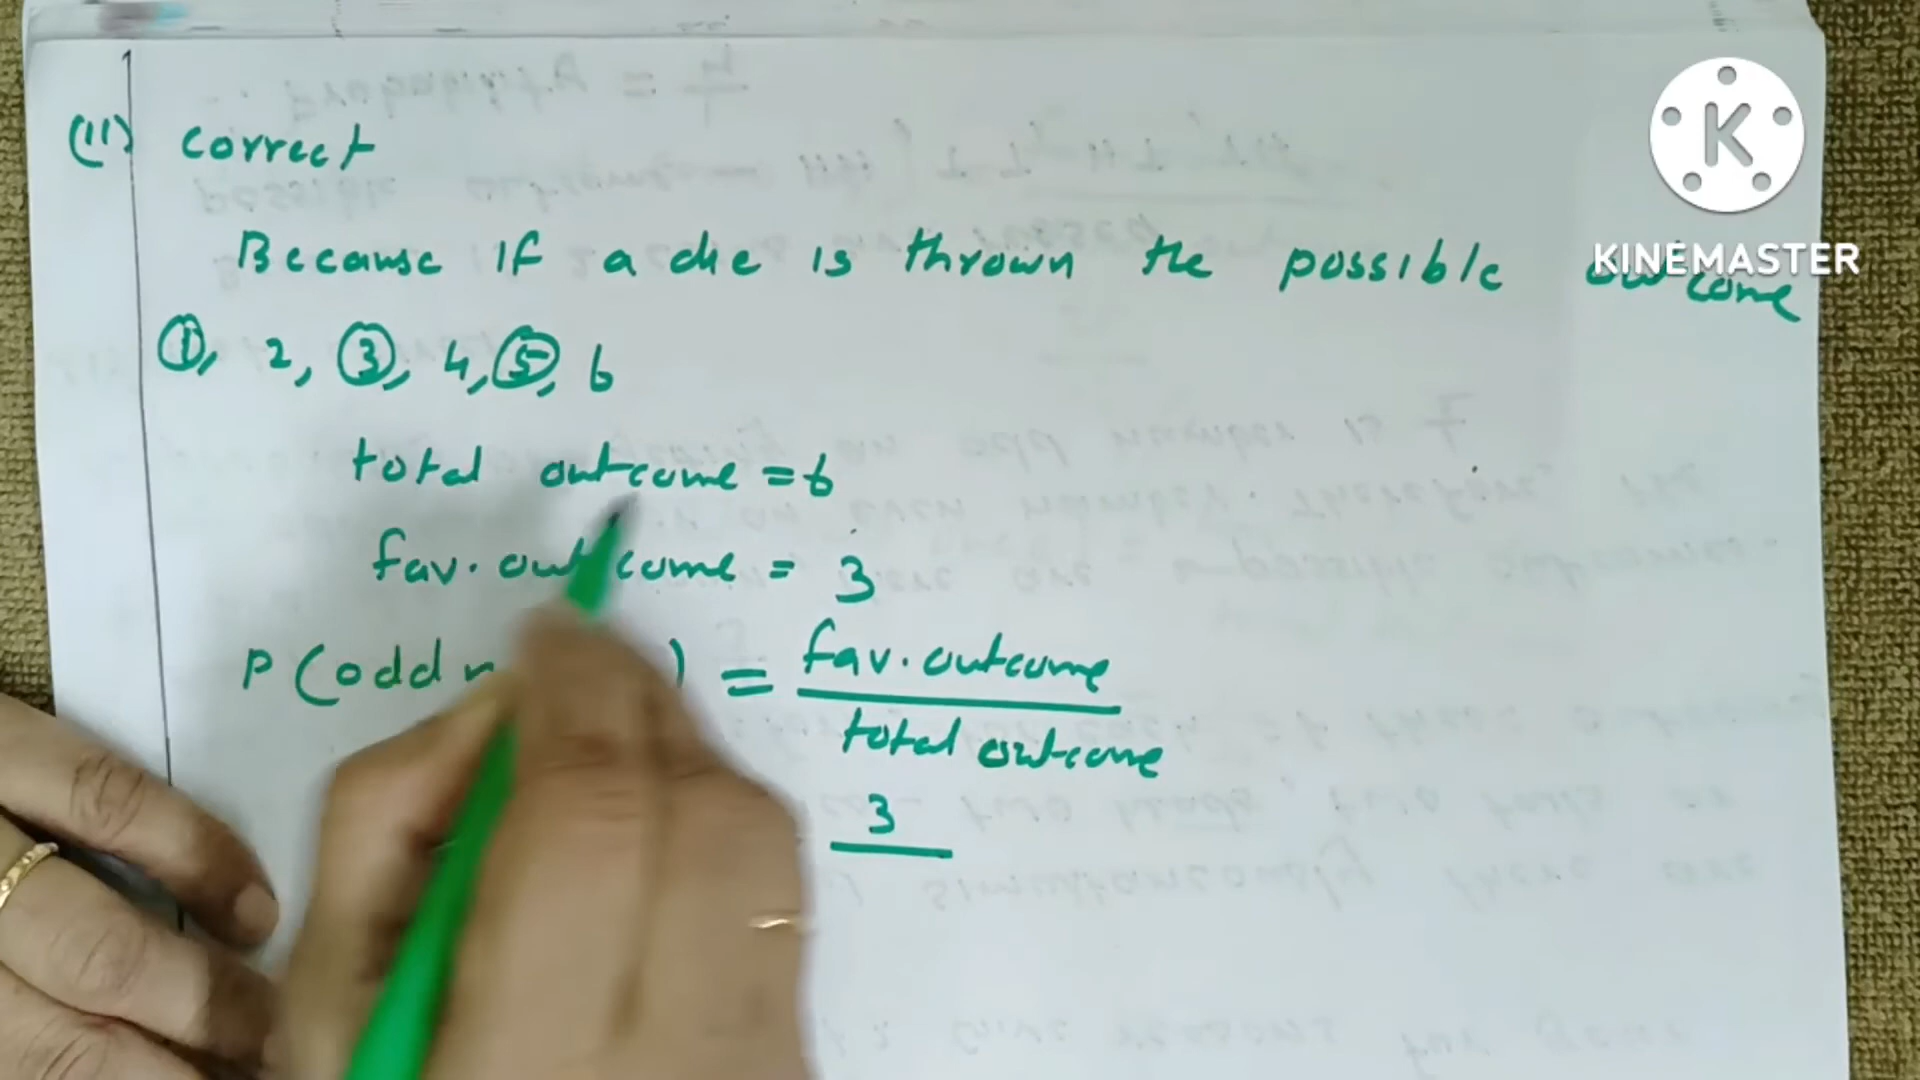 (11) correct
Because if a die is thrown the possible outcome
1, 2, 3, 4, 5, 6
total outcome = 6
fav. outcome = 3
P (odd n ) = fav. outcome
total outcome
3
K
KINEMASTER